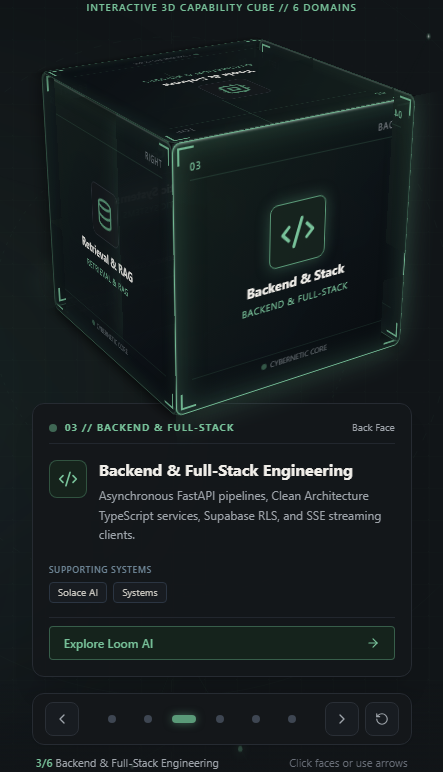 INTERACTIVE 3D CAPABILITY CUBE // 6 DOMAINS
RIGHT
03
BAC
Retrieval & RAG
RETRIEVAL & RAG
CYBERNETIC CORE
Backend & Stack
BACKEND & FULL-STACK
CYBERNETIC CORE
03 // BACKEND & FULL-STACK
Back Face
Backend & Full-Stack Engineering
Asynchronous FastAPI pipelines, Clean Architecture
TypeScript services, Supabase RLS, and SSE streaming
clients.
SUPPORTING SYSTEMS
Solace AI
Systems
Explore Loom AI
3/6 Backend & Full-Stack Engineering
Click faces or use arrows